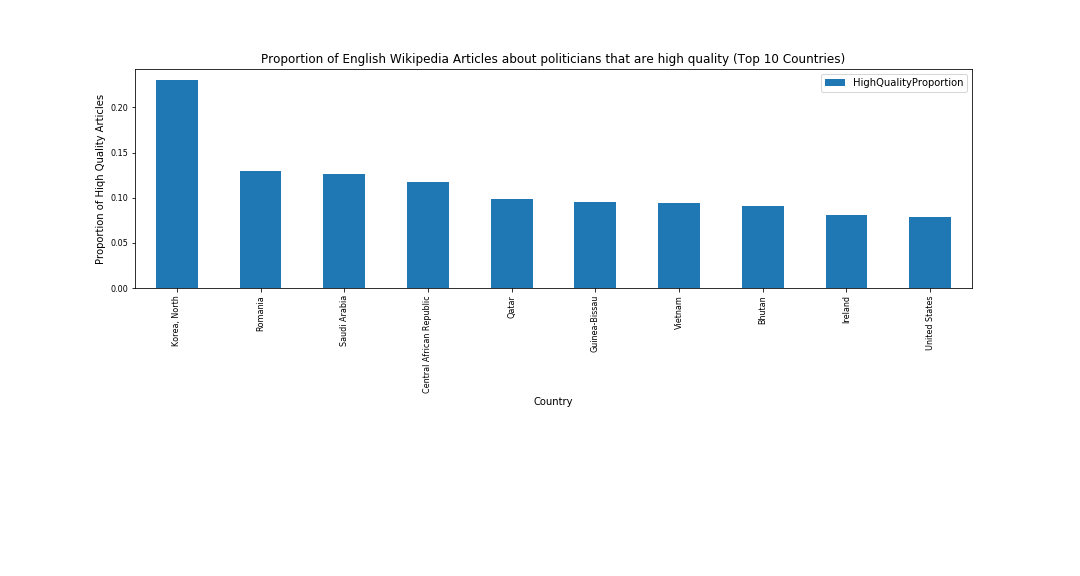 Proportion of English Wikipedia Articles about politicians that are high quality (Top 10 Countries)
HighQualityProportion
Proportion of High Quality Articles
0.20
0.15
0.10
0.05
0.00
Korea, North
Romania
Saudi Arabia
Central African Republic
Qatar
Guinea-Bissau
Vietnam
Bhutan
Ireland
United States
Country